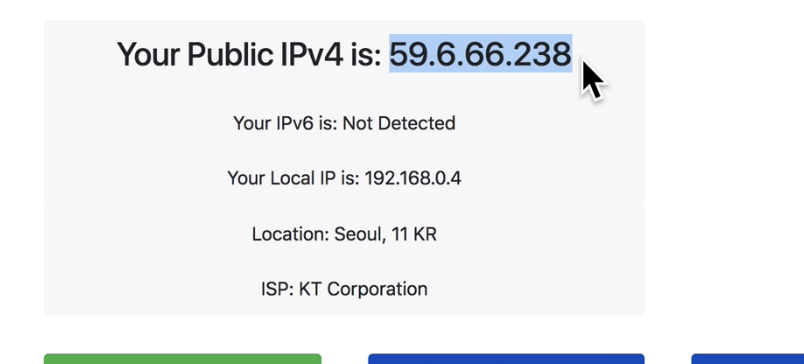 Your Public IPv4 is: 59.6.66.238
Your IPv6 is: Not Detected
Your Local IP is: 192.168.0.4
Location: Seoul, 11 KR
ISP: KT Corporation